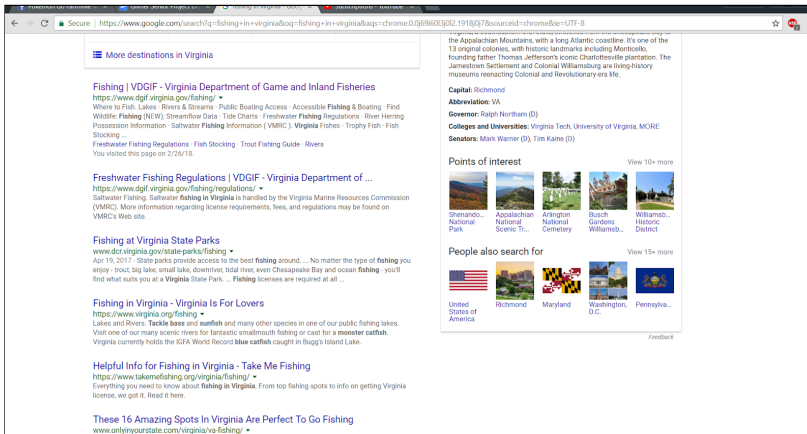 Secure | https://www.google.com/search?q=fishing+in+virginia&oq=fishing+in+virginia&aqs=chrome.0.0j69i60l3j0l2.1918j0j7&sourceid=chrome&ie=UTF-8
More destinations in Virginia
Fishing | VDGIF - Virginia Department of Game and Inland Fisheries
https://www.dgif.virginia.gov/fishing/
Where to Fish. Lakes · Rivers & Streams · Public Boating Access · Accessible Fishing & Boating · Find
Wildlife: Fishing (NEW); Streamflow Data · Tide Charts · Freshwater Fishing Regulations · River Herring
Possession Information · Saltwater Fishing Information ( VMRC ). Virginia Fishes · Trophy Fish · Fish
Stocking ...
Freshwater Fishing Regulations · Fish Stocking · Trout Fishing Guide · Rivers
You visited this page on 2/26/18.
Freshwater Fishing Regulations | VDGIF - Virginia Department of ...
https://www.dgif.virginia.gov/fishing/regulations/
Saltwater Fishing. Saltwater fishing in Virginia is handled by the Virginia Marine Resources Commission
(VMRC). More information regarding license requirements, fees, and regulations may be found on
VMRC's Web site.
Fishing at Virginia State Parks
www.dcr.virginia.gov/state-parks/fishing
Apr 19, 2017 - State parks provide access to the best fishing around. ... No matter the type of fishing you
enjoy - trout, big lake, small lake, downriver, tidal river, even Chesapeake Bay and ocean fishing - you'll
find what suits you at a Virginia State Park. ... Fishing licenses are required at all ...
Fishing in Virginia - Virginia Is For Lovers
https://www.virginia.org/fishing
Lakes and Rivers. Tackle bass and sunfish and many other species in one of our public fishing lakes.
Visit one of our many scenic rivers for fantastic smallmouth fishing or cast for a monster catfish.
Virginia currently holds the IGFA World Record blue catfish caught in Bugg's Island Lake.
Helpful Info for Fishing in Virginia - Take Me Fishing
https://www.takemefishing.org/virginia/fishing/
Everything you need to know about fishing in Virginia. From top fishing spots to info on getting Virginia
license, we got it. Read it here.
These 16 Amazing Spots In Virginia Are Perfect To Go Fishing
www.onlyinyourstate.com/virginia/va-fishing/
the Appalachian Mountains, with a long Atlantic coastline. It's one of the
13 original colonies, with historic landmarks including Monticello,
founding father Thomas Jefferson's iconic Charlottesville plantation. The
Jamestown Settlement and Colonial Williamsburg are living-history
museums reenacting Colonial and Revolutionary-era life.
Capital: Richmond
Abbreviation: VA
Governor: Ralph Northam (D)
Colleges and Universities: Virginia Tech, University of Virginia, MORE
Senators: Mark Warner (D), Tim Kaine (D)
Points of interest
View 10+ more
Shenando... National Park
Appalachian National Scenic Tr...
Arlington National Cemetery
Busch Gardens Williamsb...
Williamsb... Historic District
People also search for
View 15+ more
United States of America
Richmond
Maryland
Washington, D.C.
Pennsylva...
Feedback